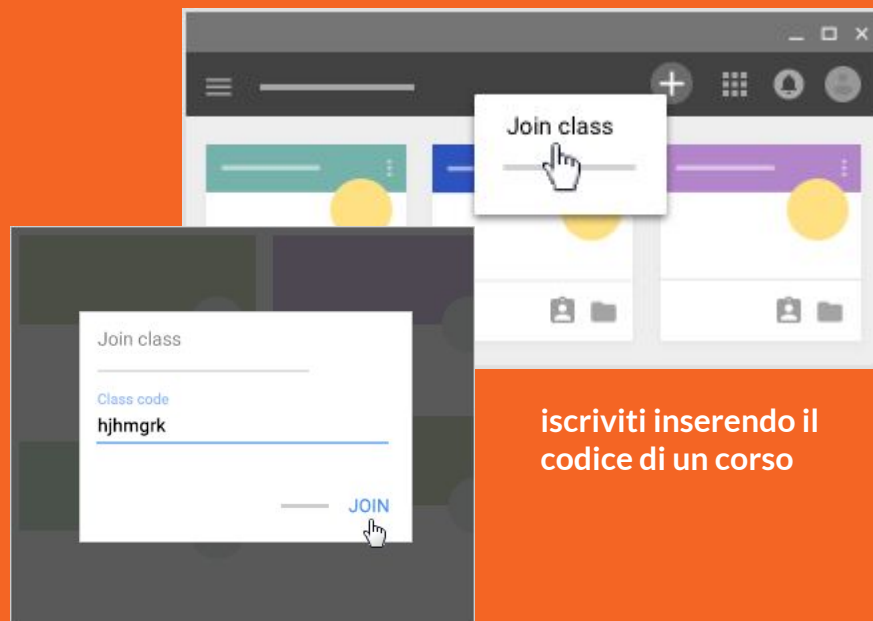 Join class
Join class
Class code
hjhmgrk
JOIN
iscriviti inserendo il
codice di un corso